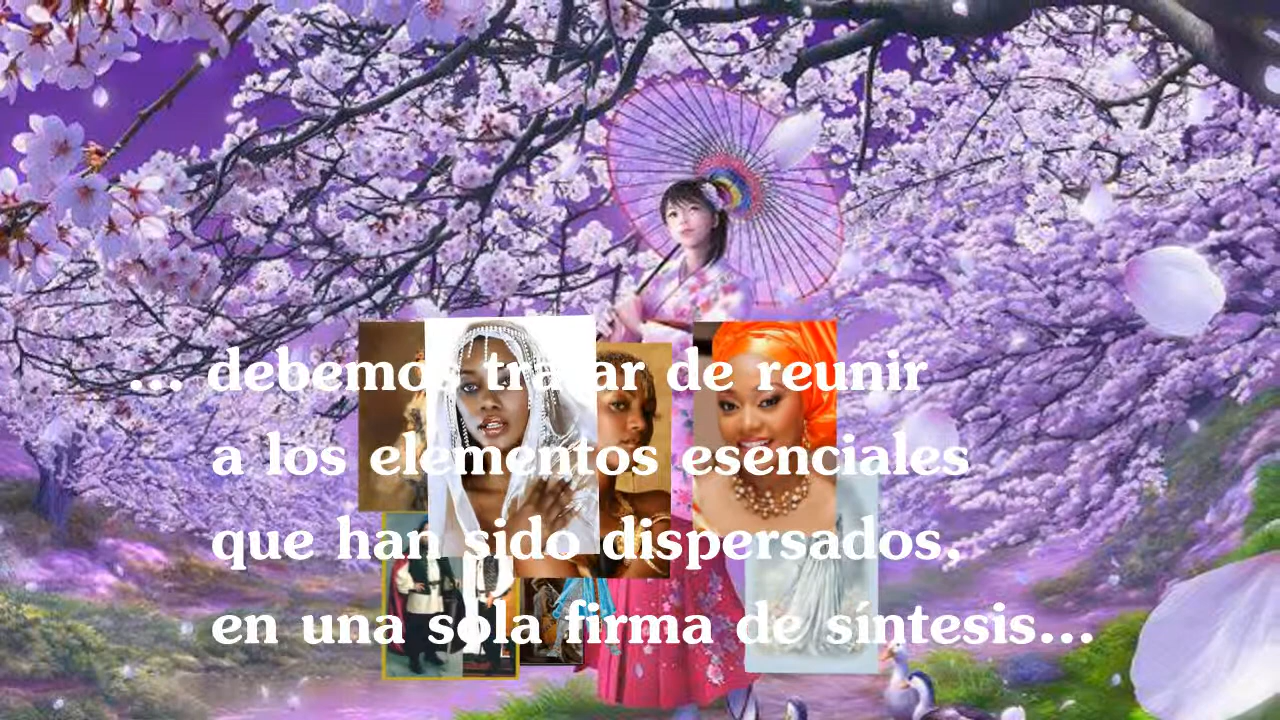 ... debemos tratar de reunir
a los elementos esenciales
que han sido dispersados,
en una sola firma de síntesis...